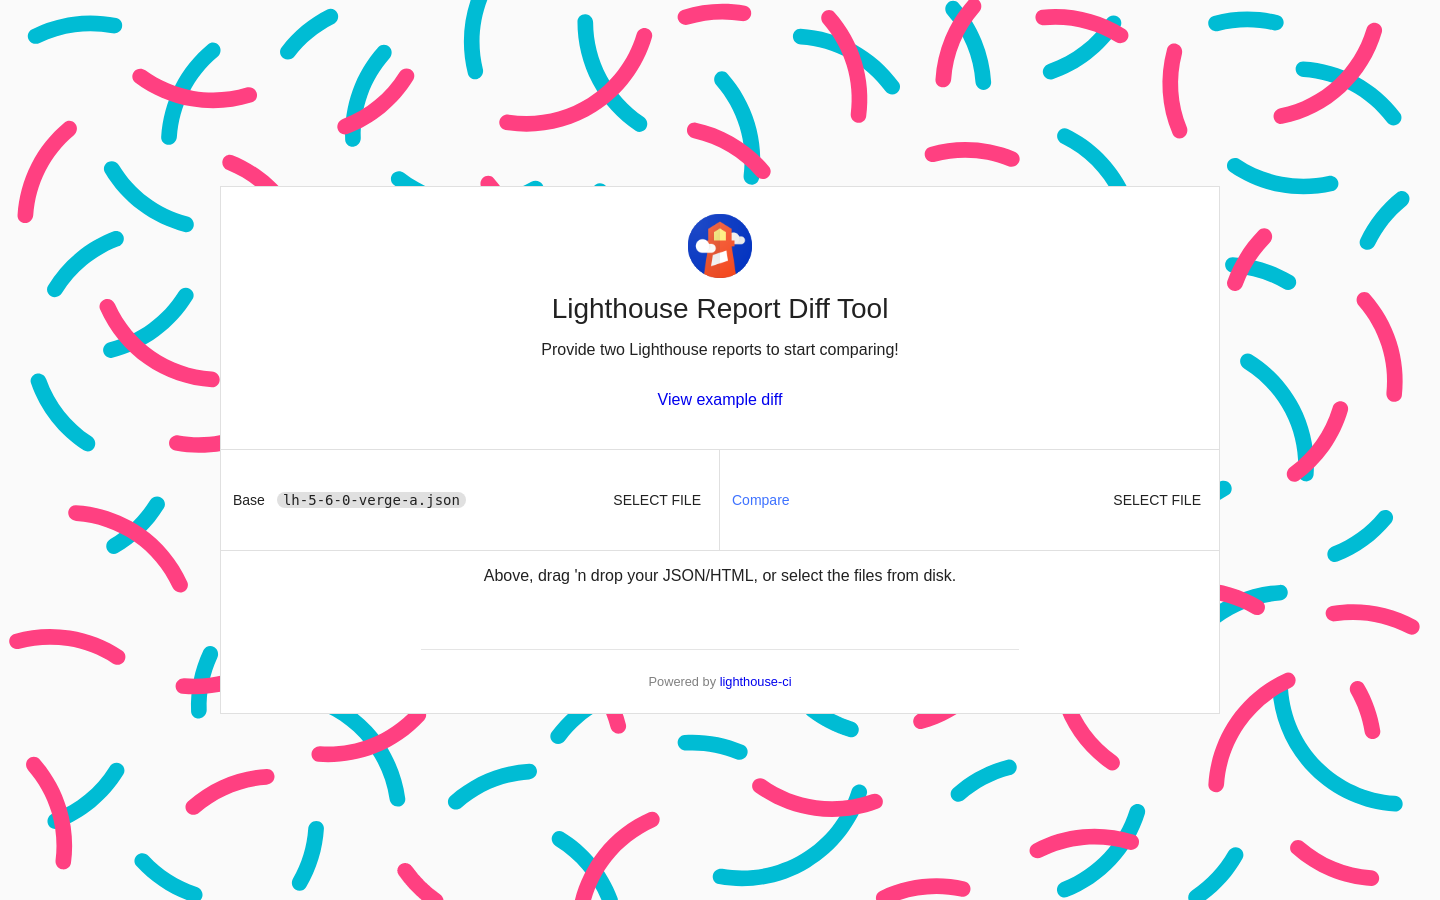 Lighthouse Report Diff Tool
Provide two Lighthouse reports to start comparing!
View example diff
Base lh-5-6-0-verge-a.json SELECT FILE Compare SELECT FILE
Above, drag 'n drop your JSON/HTML, or select the files from disk.
Powered by lighthouse-ci